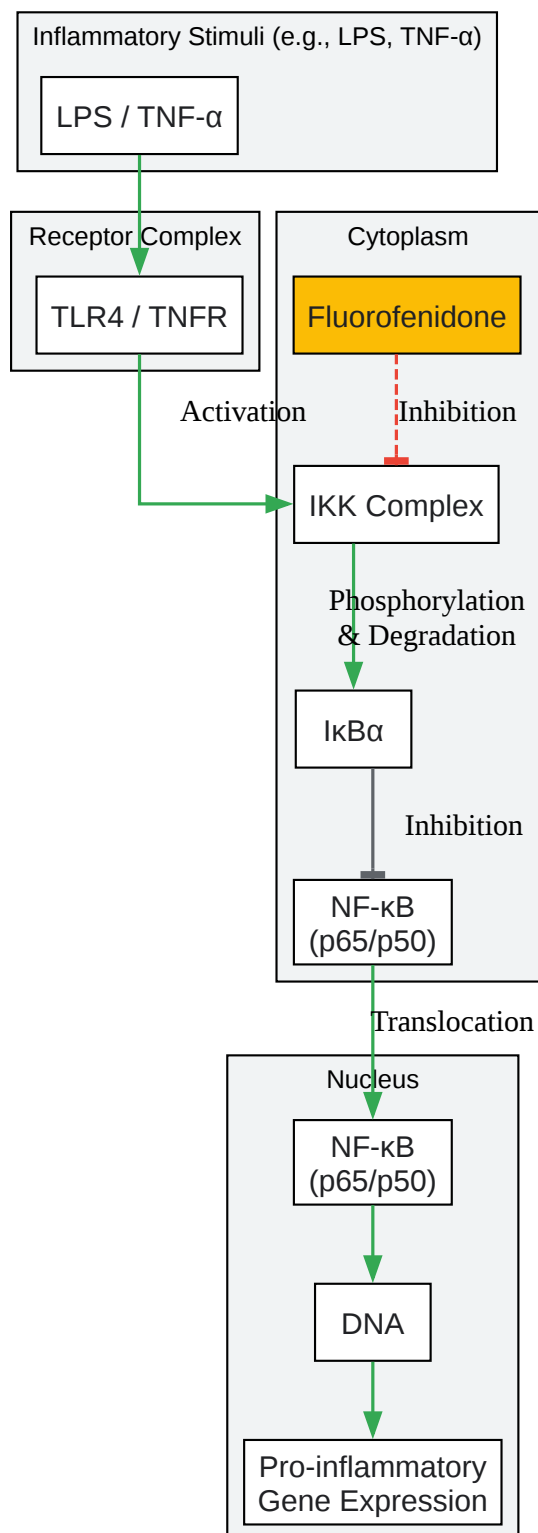 Inflammatory Stimuli (e.g., LPS, TNF-α)
LPS / TNF-α
Receptor Complex
TLR4 / TNFR
Cytoplasm
Fluorofenidone
Activation
Inhibition
IKK Complex
Phosphorylation
& Degradation
IκBα
Inhibition
NF-κB
(p65/p50)
Translocation
Nucleus
NF-κB
(p65/p50)
DNA
Pro-inflammatory
Gene Expression